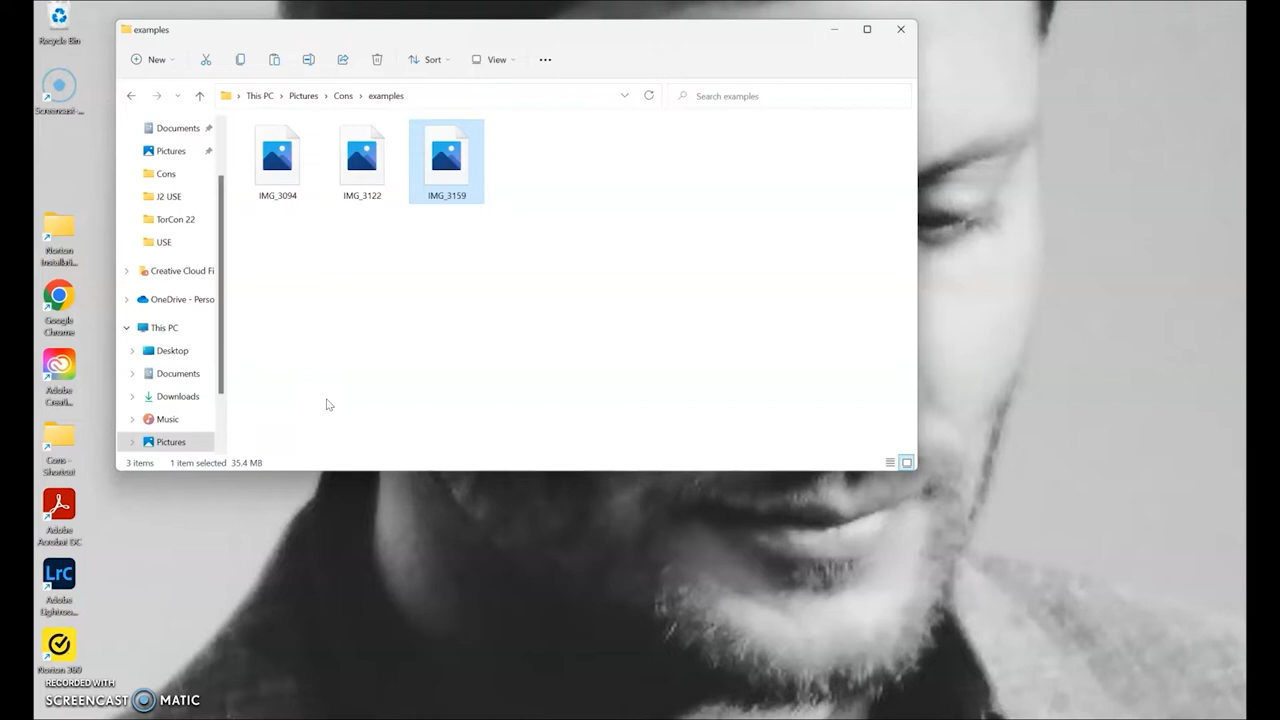 Recycle Bin
Screencast-...
Norton
Installati...
Google
Chrome
Adobe
Creati...
Cons -
Shortcut
Adobe
Acrobat DC
Lrc
Adobe
Lightroo...
Norton 360
examples
New
Sort
View
This PC > Pictures > Cons > examples
Search examples
Documents
Pictures
Cons
J2 USE
TorCon 22
USE
Creative Cloud Fi
OneDrive - Perso
This PC
Desktop
Documents
Downloads
Music
Pictures
IMG_3094
IMG_3122
IMG_3159
3 items 1 item selected 35.4 MB
RECORDED WITH
SCREENCAST MATIC